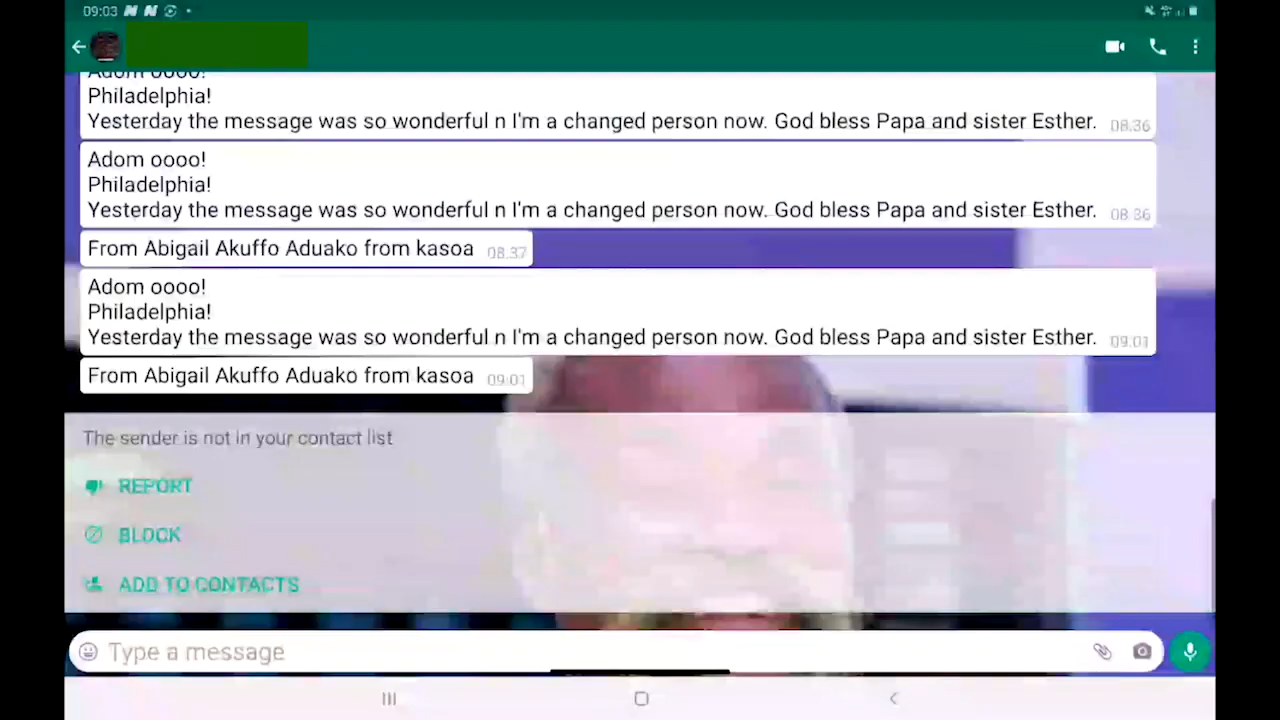 09:03
Adom oooo!
Philadelphia!
Yesterday the message was so wonderful n I'm a changed person now. God bless Papa and sister Esther. 08.36
Adom oooo!
Philadelphia!
Yesterday the message was so wonderful n I'm a changed person now. God bless Papa and sister Esther. 08.36
From Abigail Akuffo Aduako from kasoa 08.37
Adom oooo!
Philadelphia!
Yesterday the message was so wonderful n I'm a changed person now. God bless Papa and sister Esther. 09.01
From Abigail Akuffo Aduako from kasoa 09.01
The sender is not in your contact list
REPORT
BLOCK
ADD TO CONTACTS
Type a message